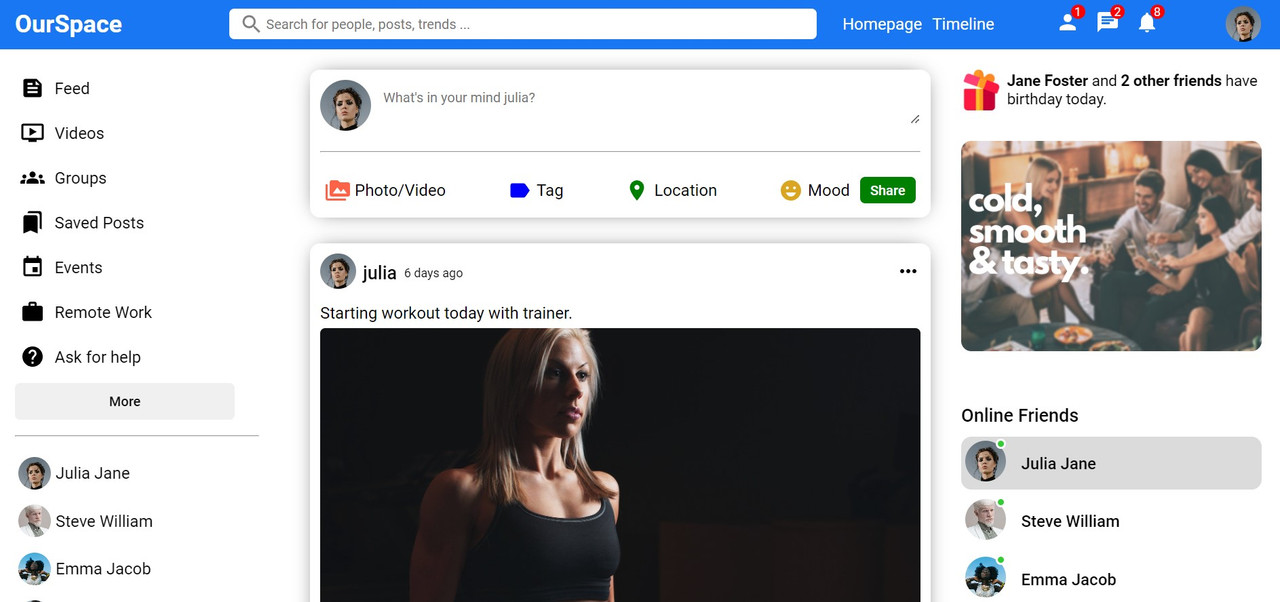 OurSpace
Search for people, posts, trends ...
Homepage Timeline
1
2
8
Feed
Videos
Groups
Saved Posts
Events
Remote Work
Ask for help
More
Julia Jane
Steve William
Emma Jacob
What's in your mind julia?
Photo/Video
Tag
Location
Mood
Share
julia 6 days ago
Starting workout today with trainer.
Jane Foster and 2 other friends have
birthday today.
cold,
smooth
& tasty.
Online Friends
Julia Jane
Steve William
Emma Jacob